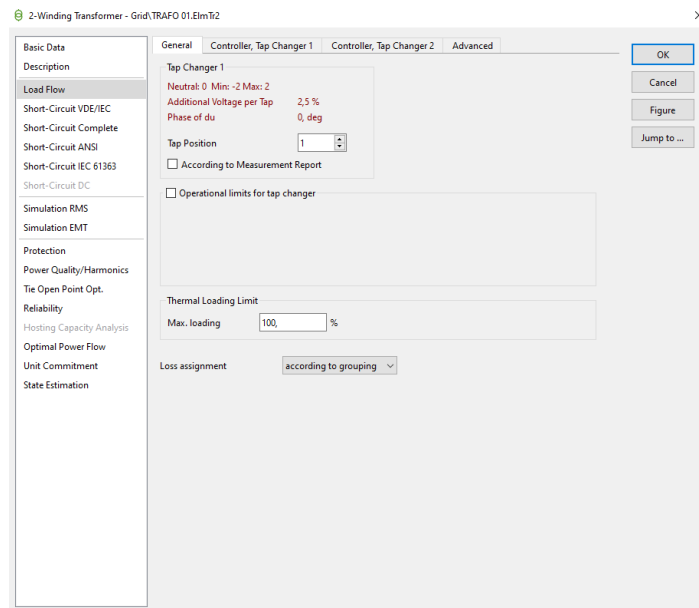 2-Winding Transformer - Grid\TRAFO 01.ElmTr2
Basic Data
Description
Load Flow
Short-Circuit VDE/IEC
Short-Circuit Complete
Short-Circuit ANSI
Short-Circuit IEC 61363
Short-Circuit DC
Simulation RMS
Simulation EMT
Protection
Power Quality/Harmonics
Tie Open Point Opt.
Reliability
Hosting Capacity Analysis
Optimal Power Flow
Unit Commitment
State Estimation
General Controller, Tap Changer 1 Controller, Tap Changer 2 Advanced
Tap Changer 1
Neutral: 0 Min: -2 Max: 2
Additional Voltage per Tap 2,5 %
Phase of du 0, deg
Tap Position 1
According to Measurement Report
Operational limits for tap changer
Thermal Loading Limit
Max. loading 100, %
Loss assignment according to grouping
OK
Cancel
Figure
Jump to ...